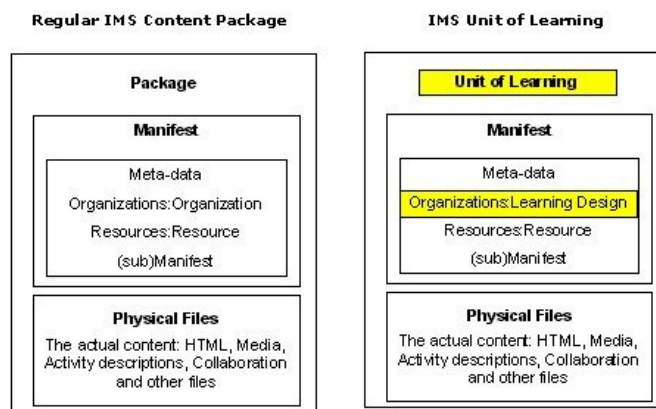 Regular IMS Content Package
Package
Manifest
Meta-data
Organizations:Organization
Resources:Resource
(sub)Manifest
Physical Files
The actual content: HTML, Media,
Activity descriptions, Collaboration
and other files
IMS Unit of Learning
Unit of Learning
Manifest
Meta-data
Organizations:Learning Design
Resources:Resource
(sub)Manifest
Physical Files
The actual content: HTML, Media,
Activity descriptions, Collaboration
and other files